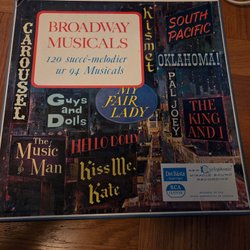 BROADWAY
MUSICALS
120 succé-melodier
ur 94 Musicals
CAROUSEL
Kismet
SOUTH
PACIFIC
OKLAHOMA!
PAL JOEY
THE KING
AND I
Guys
and
Dolls
MY
FAIR
LADY
HELLO DOLLY
The
Music
Man
Kiss Me,
Kate
RCA